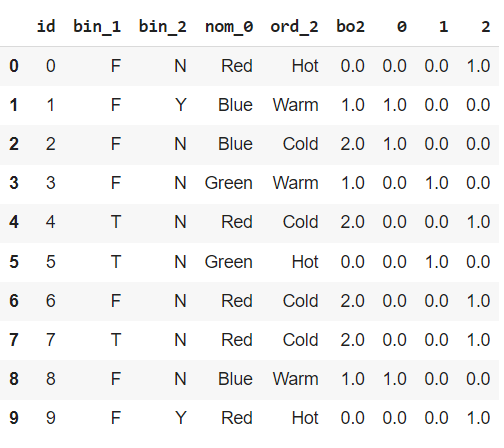 id bin_1 bin_2 nom_0 ord_2 bo2 0 1 2
0 0 F N Red Hot 0.0 0.0 0.0 1.0
1 1 F Y Blue Warm 1.0 1.0 0.0 0.0
2 2 F N Blue Cold 2.0 1.0 0.0 0.0
3 3 F N Green Warm 1.0 0.0 1.0 0.0
4 4 T N Red Cold 2.0 0.0 0.0 1.0
5 5 T N Green Hot 0.0 0.0 1.0 0.0
6 6 F N Red Cold 2.0 0.0 0.0 1.0
7 7 T N Red Cold 2.0 0.0 0.0 1.0
8 8 F N Blue Warm 1.0 1.0 0.0 0.0
9 9 F Y Red Hot 0.0 0.0 0.0 1.0